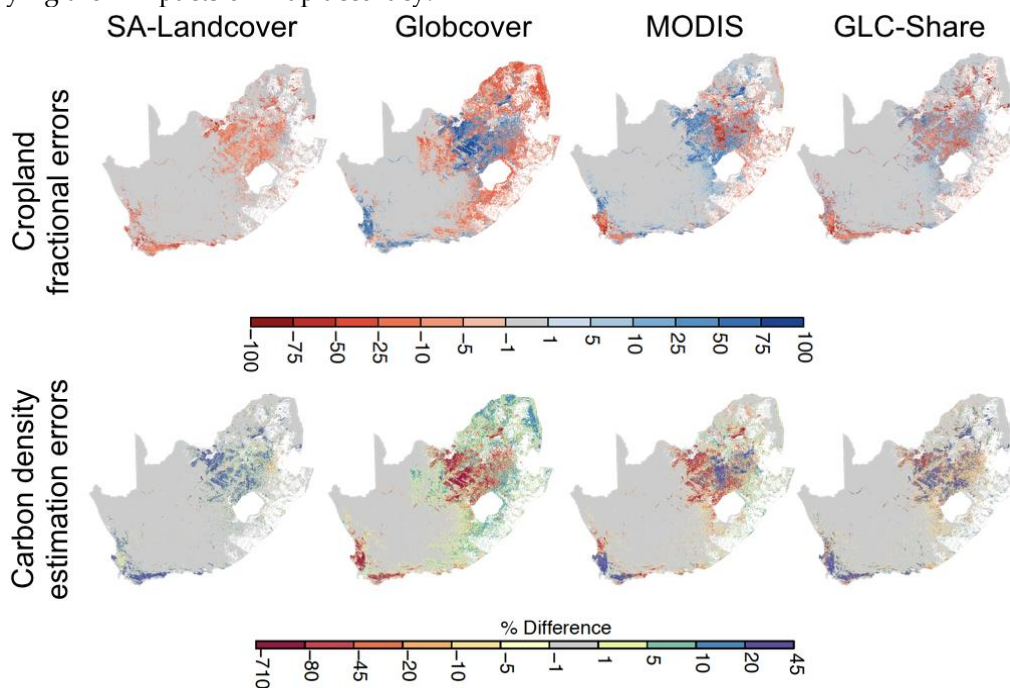 SA-Landcover Globcover MODIS GLC-Share
Cropland
fractional errors
-100 -75 -50 -25 -10 -5 -1 1 5 10 25 50 75 100
Carbon density
estimation errors
% Difference
-710 -80 -45 -20 -10 -5 -1 1 5 10 20 45